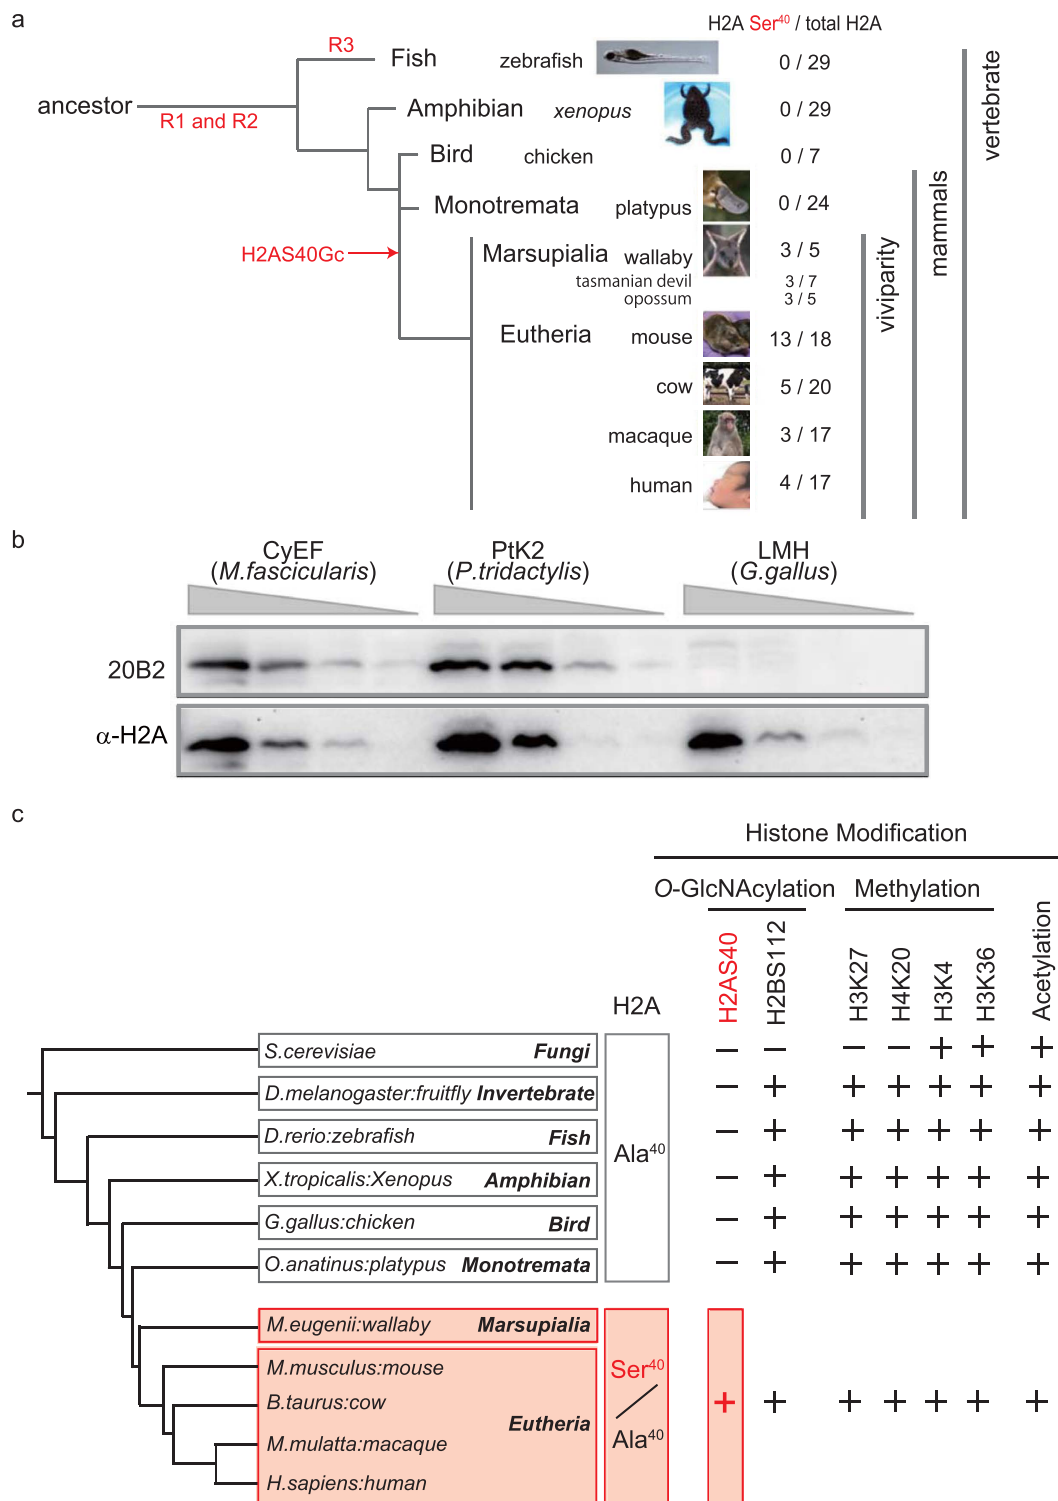 a
H2A Ser⁴⁰ / total H2A
R3
Fish zebrafish 0 / 29
ancestor
R1 and R2
Amphibian xenopus 0 / 29
Bird chicken 0 / 7
Monotremata platypus 0 / 24
H2AS40Gc
Marsupialia wallaby 3 / 5
tasmanian devil 3 / 7
opossum 3 / 5
Eutheria mouse 13 / 18
cow 5 / 20
macaque 3 / 17
human 4 / 17
viviparity
mammals
vertebrate
b
CyEF PtK2 LMH
(M.fascicularis) (P.tridactylis) (G.gallus)
20B2
α-H2A
c
Histone Modification
O-GlcNAcylation Methylation
H2A
H2AS40
H2BS112
H3K27
H4K20
H3K4
H3K36
Acetylation
S.cerevisiae Fungi − − − − + + +
D.melanogaster:fruitfly Invertebrate − + + + + + +
D.rerio:zebrafish Fish − + + + + + +
Ala⁴⁰
X.tropicalis:Xenopus Amphibian − + + + + + +
G.gallus:chicken Bird − + + + + + +
O.anatinus:platypus Monotremata − + + + + + +
M.eugenii:wallaby Marsupialia
M.musculus:mouse
Ser⁴⁰
B.taurus:cow + + + + + + +
Eutheria
Ala⁴⁰
M.mulatta:macaque
H.sapiens:human